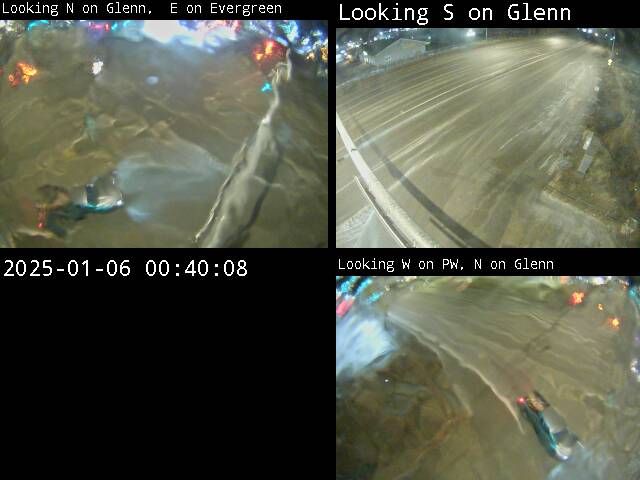 Looking N on Glenn,  E on Evergreen
Looking S on Glenn
2025-01-06 00:40:08
Looking W on PW, N on Glenn